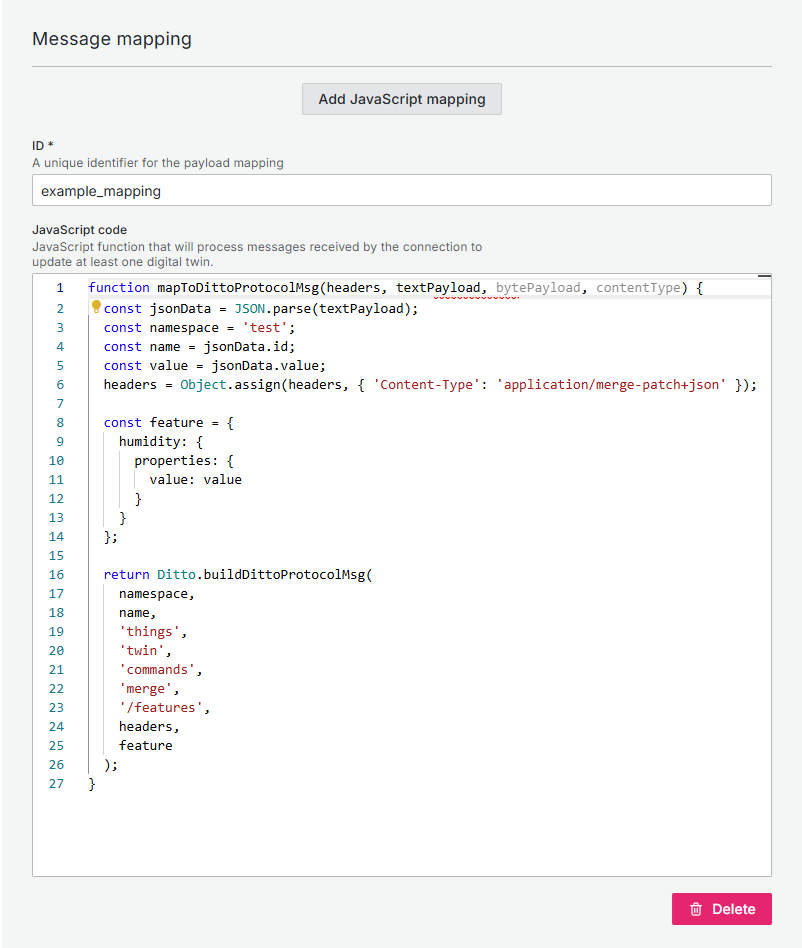 Message mapping
Add JavaScript mapping
ID *
A unique identifier for the payload mapping
example_mapping
JavaScript code
JavaScript function that will process messages received by the connection to
update at least one digital twin.
1 function mapToDittoProtocolMsg(headers, textPayload, bytePayload, contentType) {
2   const jsonData = JSON.parse(textPayload);
3   const namespace = 'test';
4   const name = jsonData.id;
5   const value = jsonData.value;
6   headers = Object.assign(headers, { 'Content-Type': 'application/merge-patch+json' });
7
8   const feature = {
9     humidity: {
10       properties: {
11         value: value
12       }
13     }
14   };
15
16   return Ditto.buildDittoProtocolMsg(
17     namespace,
18     name,
19     'things',
20     'twin',
21     'commands',
22     'merge',
23     '/features',
24     headers,
25     feature
26   );
27 }
Delete